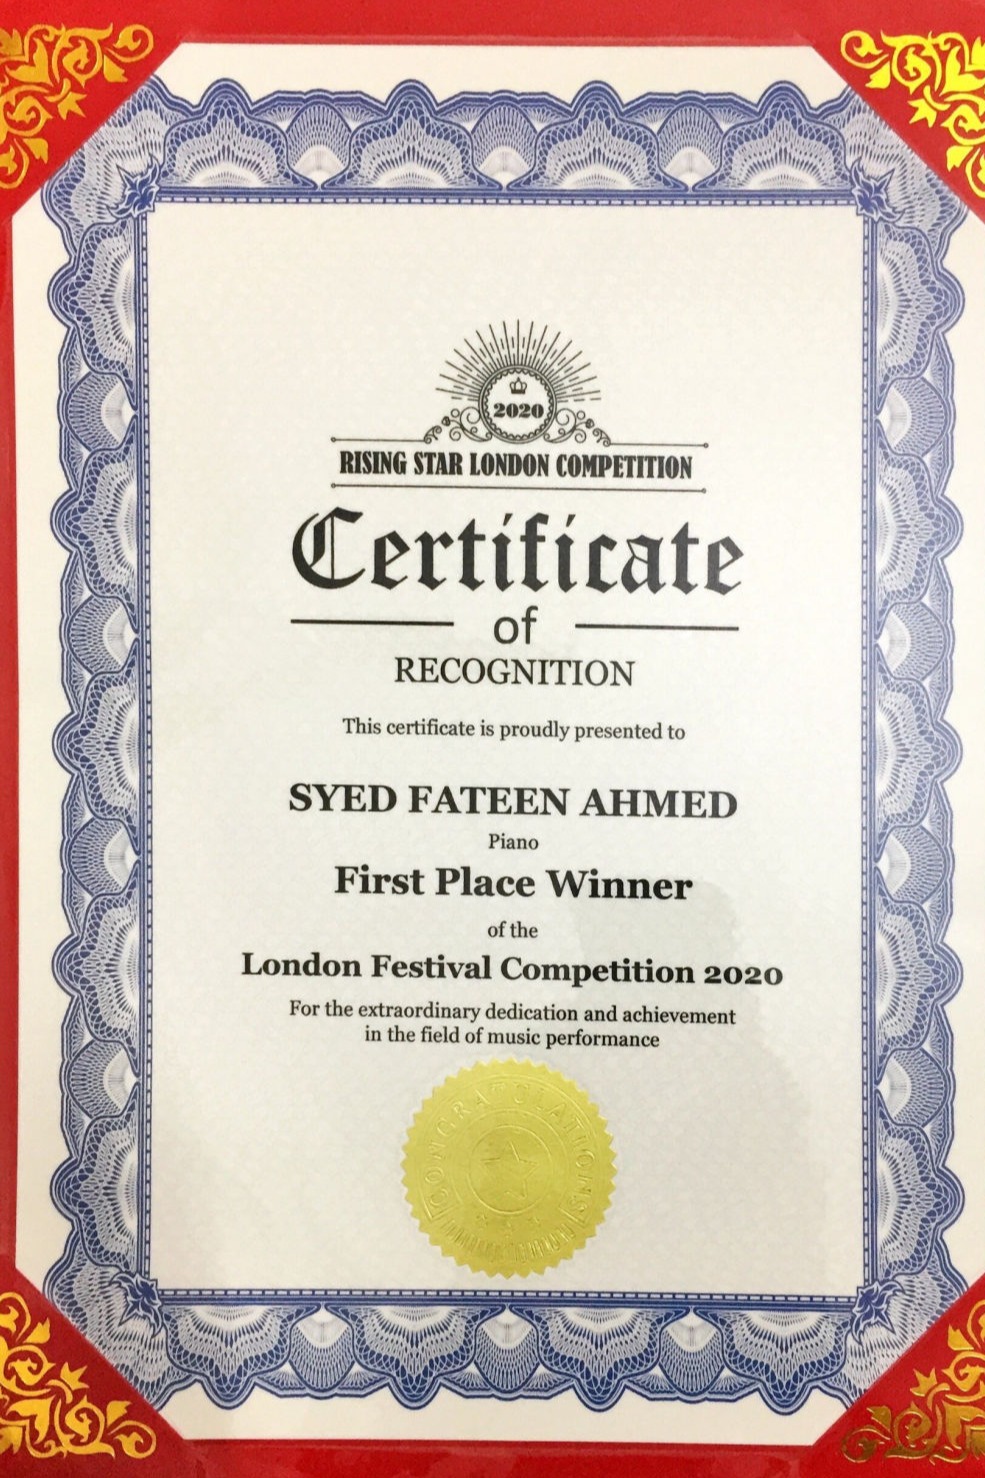 2020
RISING STAR LONDON COMPETITION
Certificate
of
RECOGNITION
This certificate is proudly presented to
SYED FATEEN AHMED
Piano
First Place Winner
of the
London Festival Competition 2020
For the extraordinary dedication and achievement
in the field of music performance
CONGRATULATIONS